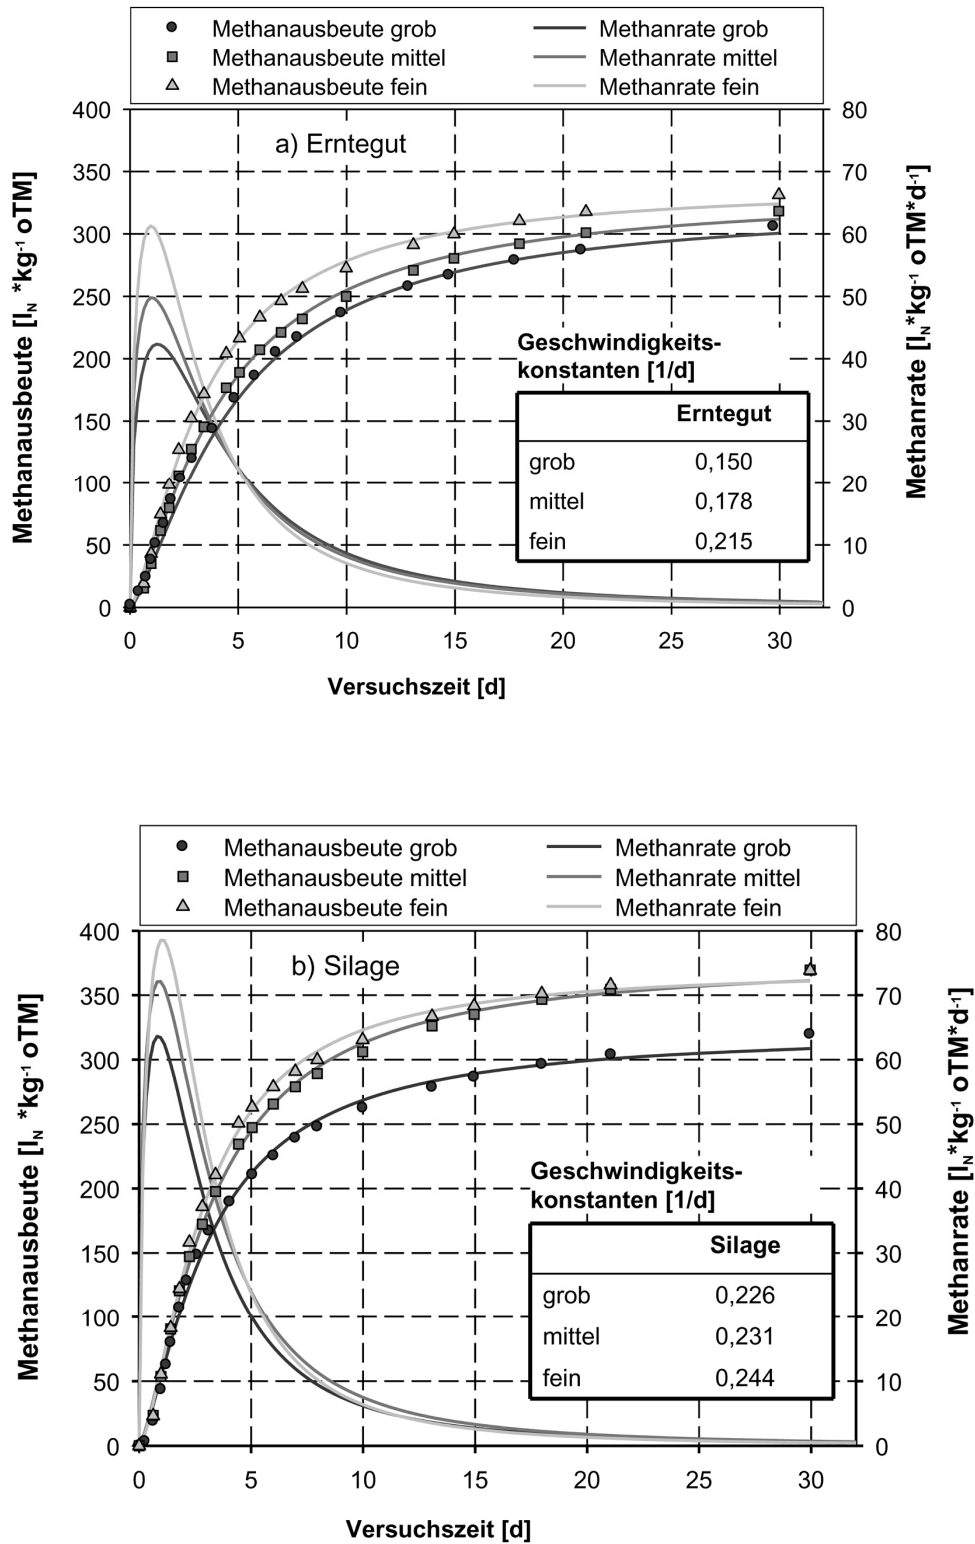 Methanausbeute grob Methanrate grob
Methanausbeute mittel Methanrate mittel
Methanausbeute fein Methanrate fein
a) Erntegut
Methanausbeute [lN *kg-1 oTM]
400
350
300
250
200
150
100
50
0
Methanrate [lN*kg-1 oTM*d-1]
80
70
60
50
40
30
20
10
0
Geschwindigkeits-
konstanten [1/d]
Erntegut
grob 0,150
mittel 0,178
fein 0,215
0 5 10 15 20 25 30
Versuchszeit [d]
Methanausbeute grob Methanrate grob
Methanausbeute mittel Methanrate mittel
Methanausbeute fein Methanrate fein
b) Silage
Methanausbeute [lN *kg-1 oTM]
400
350
300
250
200
150
100
50
0
Methanrate [lN*kg-1 oTM*d-1]
80
70
60
50
40
30
20
10
0
Geschwindigkeits-
konstanten [1/d]
Silage
grob 0,226
mittel 0,231
fein 0,244
0 5 10 15 20 25 30
Versuchszeit [d]